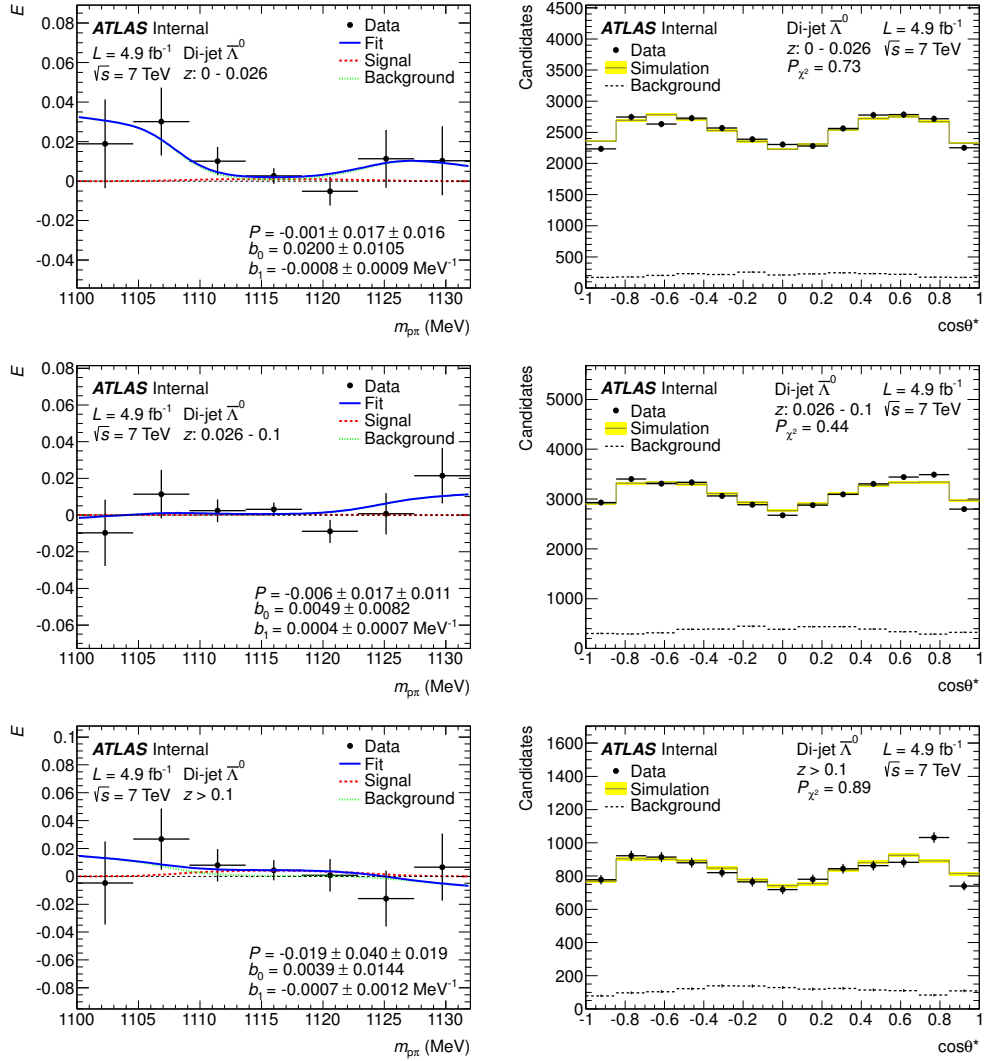 E
0.08
0.06
0.04
0.02
0
-0.02
-0.04
ATLAS Internal
L = 4.9 fb⁻¹ Di-jet Λ̅⁰
√s = 7 TeV z: 0 - 0.026
Data
Fit
Signal
Background
P = -0.001 ± 0.017 ± 0.016
b₀ = 0.0200 ± 0.0105
b₁ = -0.0008 ± 0.0009 MeV⁻¹
1100 1105 1110 1115 1120 1125 1130
m_pπ (MeV)
Candidates
4500
4000
3500
3000
2500
2000
1500
1000
500
0
ATLAS Internal
Data
Simulation
Background
Di-jet Λ̅⁰ L = 4.9 fb⁻¹
z: 0 - 0.026 √s = 7 TeV
P_χ² = 0.73
-1 -0.8 -0.6 -0.4 -0.2 0 0.2 0.4 0.6 0.8 1
cosθ*
E
0.08
0.06
0.04
0.02
0
-0.02
-0.04
-0.06
ATLAS Internal
L = 4.9 fb⁻¹ Di-jet Λ̅⁰
√s = 7 TeV z: 0.026 - 0.1
Data
Fit
Signal
Background
P = -0.006 ± 0.017 ± 0.011
b₀ = 0.0049 ± 0.0082
b₁ = 0.0004 ± 0.0007 MeV⁻¹
1100 1105 1110 1115 1120 1125 1130
m_pπ (MeV)
Candidates
5000
4000
3000
2000
1000
0
ATLAS Internal
Data
Simulation
Background
Di-jet Λ̅⁰ L = 4.9 fb⁻¹
z: 0.026 - 0.1 √s = 7 TeV
P_χ² = 0.44
-1 -0.8 -0.6 -0.4 -0.2 0 0.2 0.4 0.6 0.8 1
cosθ*
E
0.1
0.08
0.06
0.04
0.02
0
-0.02
-0.04
-0.06
-0.08
ATLAS Internal
L = 4.9 fb⁻¹ Di-jet Λ̅⁰
√s = 7 TeV z > 0.1
Data
Fit
Signal
Background
P = -0.019 ± 0.040 ± 0.019
b₀ = 0.0039 ± 0.0144
b₁ = -0.0007 ± 0.0012 MeV⁻¹
1100 1105 1110 1115 1120 1125 1130
m_pπ (MeV)
Candidates
1600
1400
1200
1000
800
600
400
200
0
ATLAS Internal
Data
Simulation
Background
Di-jet Λ̅⁰ L = 4.9 fb⁻¹
z > 0.1 √s = 7 TeV
P_χ² = 0.89
-1 -0.8 -0.6 -0.4 -0.2 0 0.2 0.4 0.6 0.8 1
cosθ*